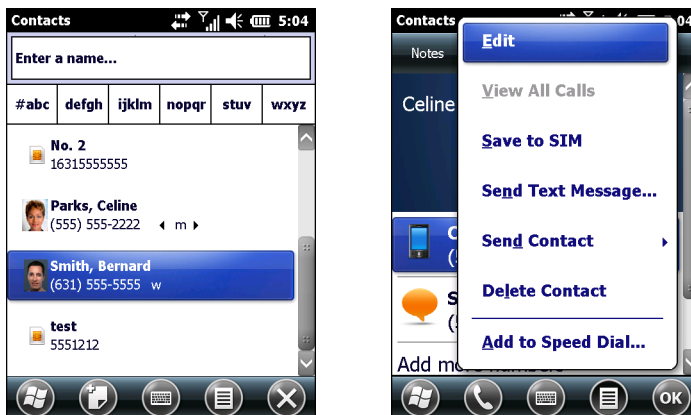 Contacts 5:04
Enter a name...
#abc defgh ijklm nopqr stuv wxyz
No. 2
16315555555
Parks, Celine
(555) 555-2222 m
Smith, Bernard
(631) 555-5555 w
test
5551212
Contacts 04
Notes
Celine
Edit
View All Calls
Save to SIM
Send Text Message...
Send Contact
Delete Contact
Add to Speed Dial...
C
(
S
(
Add more numbers
OK